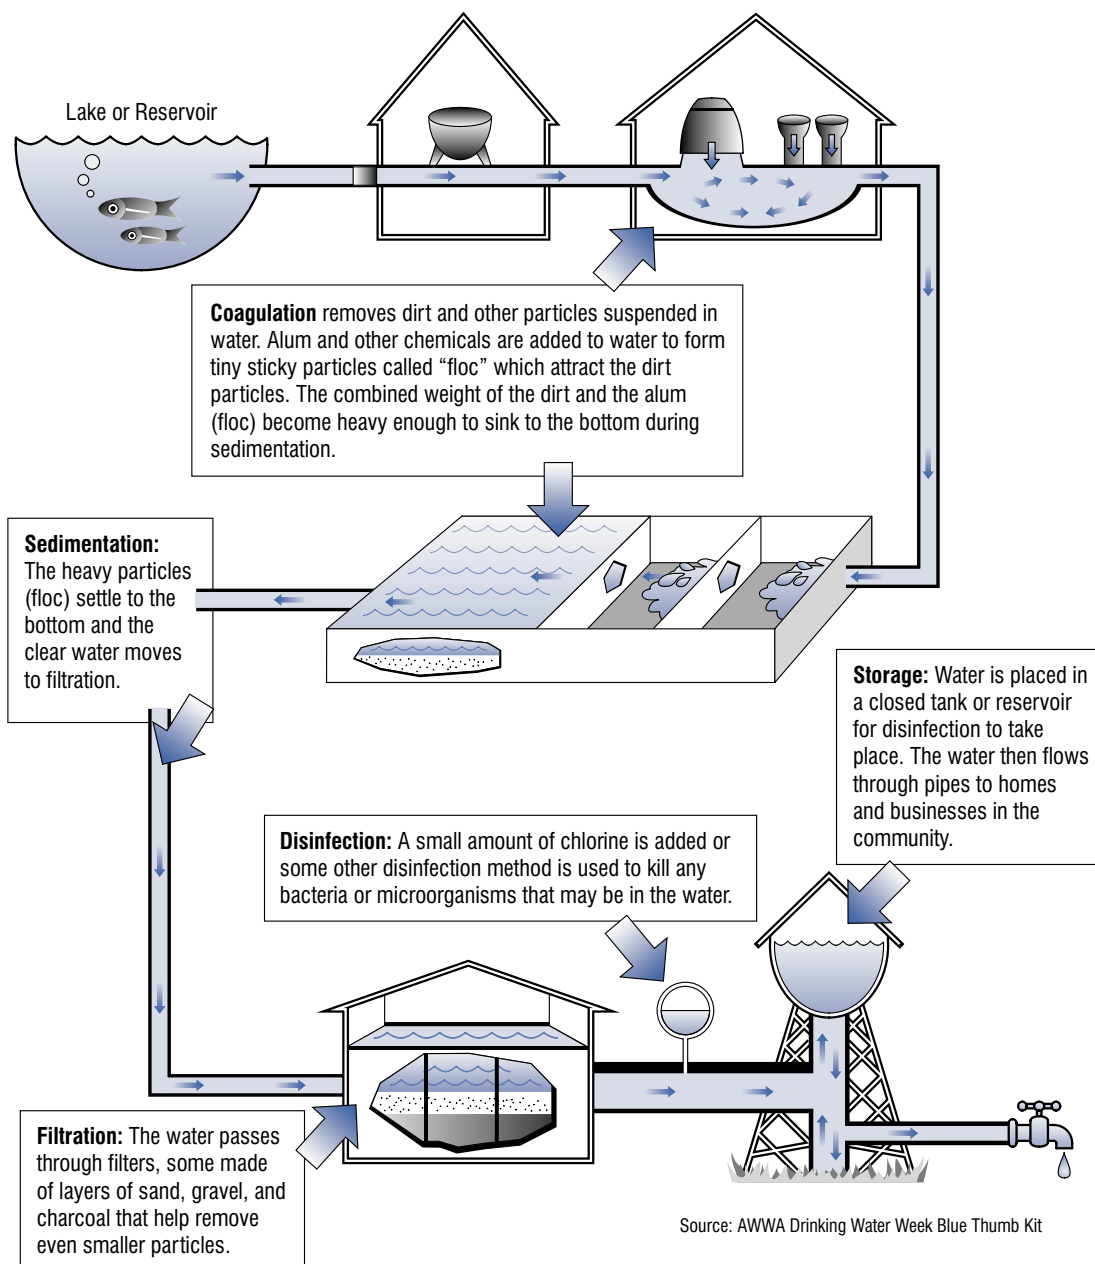 Lake or Reservoir
Coagulation removes dirt and other particles suspended in
water. Alum and other chemicals are added to water to form
tiny sticky particles called “floc” which attract the dirt
particles. The combined weight of the dirt and the alum
(floc) become heavy enough to sink to the bottom during
sedimentation.
Sedimentation:
The heavy particles
(floc) settle to the
bottom and the
clear water moves
to filtration.
Storage: Water is placed in
a closed tank or reservoir
for disinfection to take
place. The water then flows
through pipes to homes
and businesses in the
community.
Disinfection: A small amount of chlorine is added or
some other disinfection method is used to kill any
bacteria or microorganisms that may be in the water.
Filtration: The water passes
through filters, some made
of layers of sand, gravel, and
charcoal that help remove
even smaller particles.
Source: AWWA Drinking Water Week Blue Thumb Kit